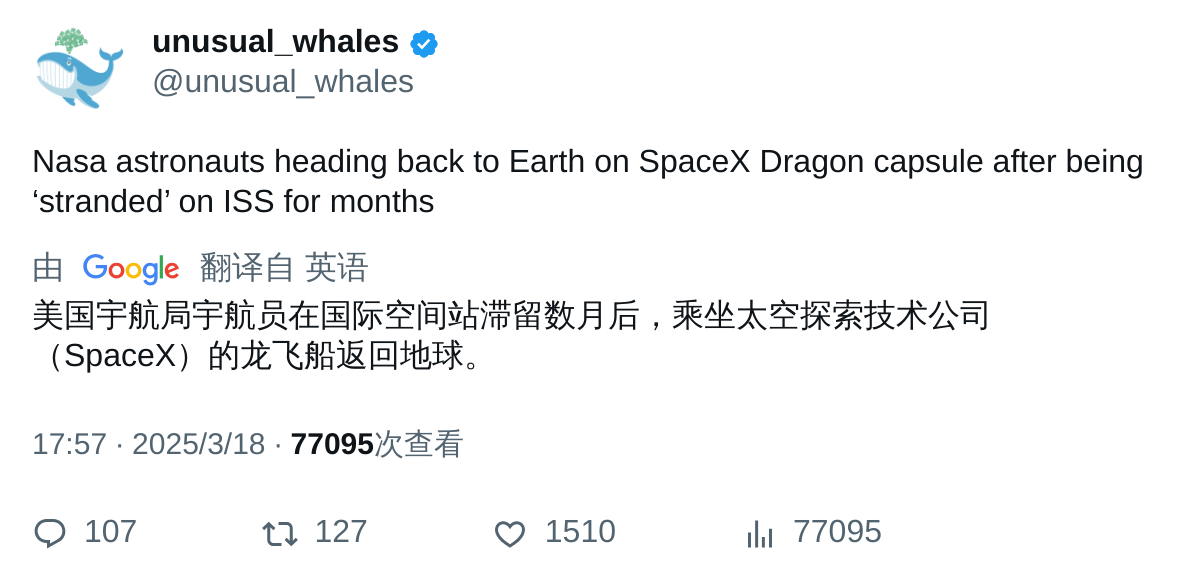 unusual_whales
@unusual_whales
Nasa astronauts heading back to Earth on SpaceX Dragon capsule after being
‘stranded’ on ISS for months
由 Google 翻译自 英语
美国宇航局宇航员在国际空间站滞留数月后，乘坐太空探索技术公司
（SpaceX）的龙飞船返回地球。
17:57 · 2025/3/18 · 77095次查看
107 127 1510 77095